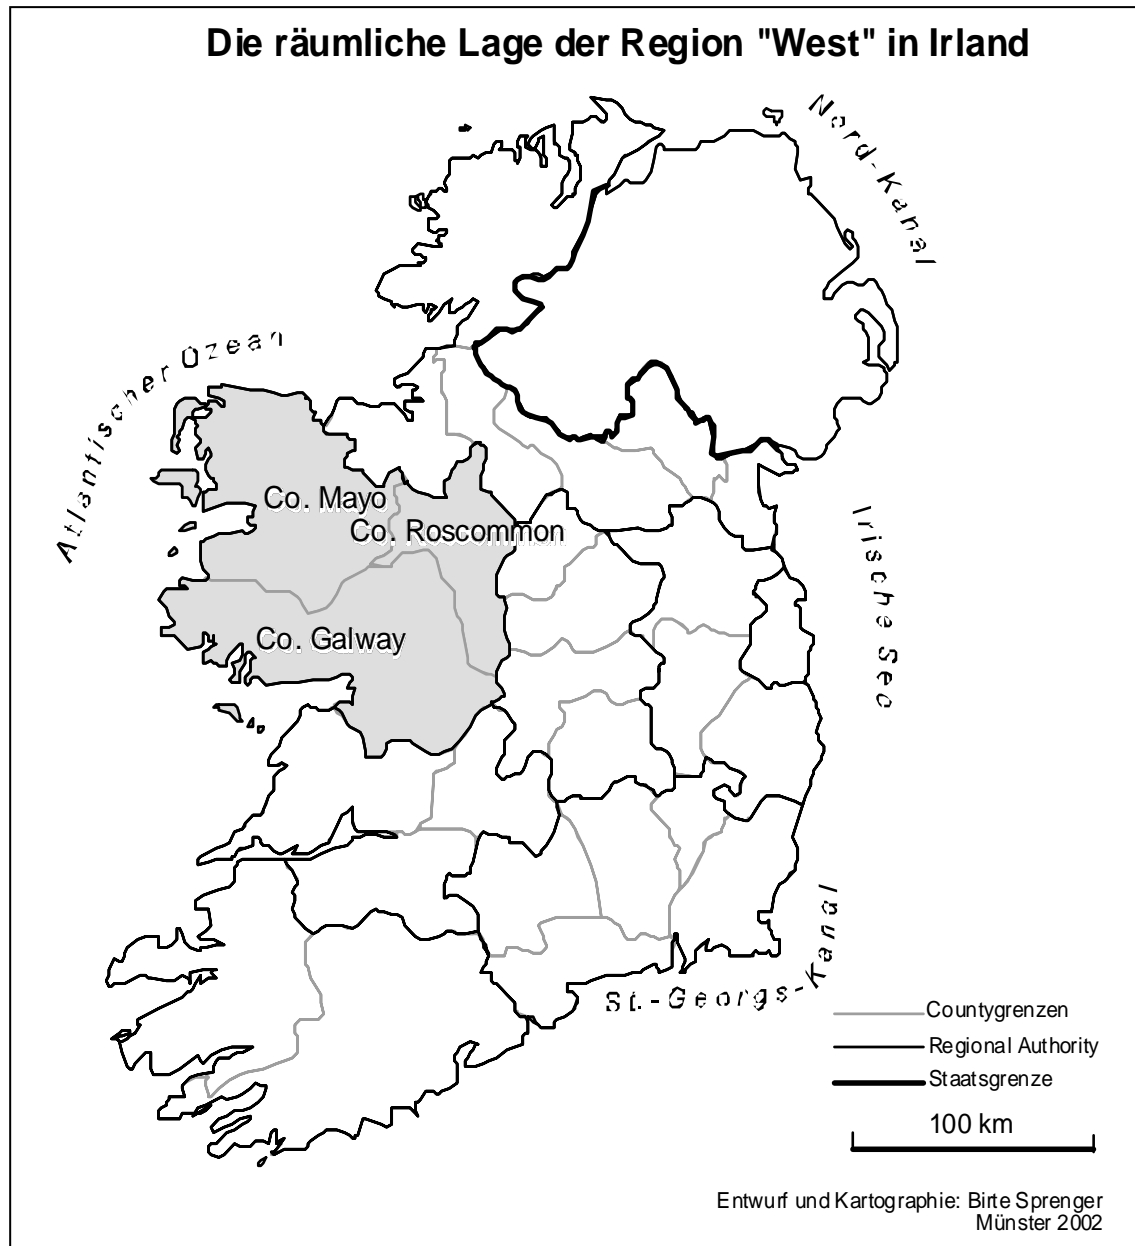 Die räumliche Lage der Region "West" in Irland
Nord-Kanal
Atlantischer Ozean
Co. Mayo
Co. Roscommon
Irische See
Co. Galway
St.-Georgs-Kanal
Countygrenzen
Regional Authority
Staatsgrenze
100 km
Entwurf und Kartographie: Birte Sprenger
Münster 2002